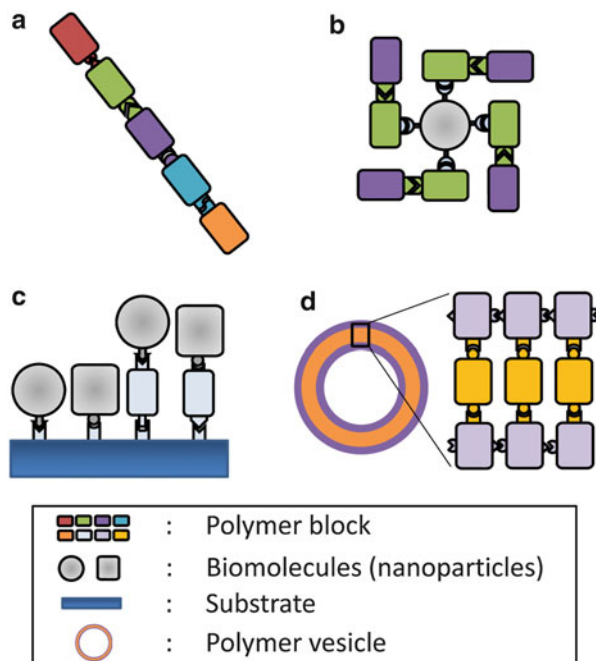 a
b
c
d
: Polymer block
: Biomolecules (nanoparticles)
: Substrate
: Polymer vesicle